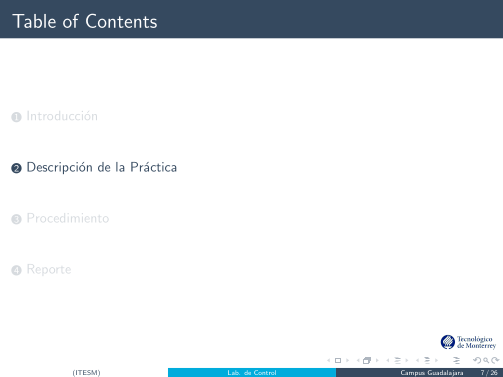 Table of Contents
1 Introducción
2 Descripción de la Práctica
3 Procedimiento
4 Reporte
Tecnológico
de Monterrey
(ITESM) Lab. de Control Campus Guadalajara 7 / 26